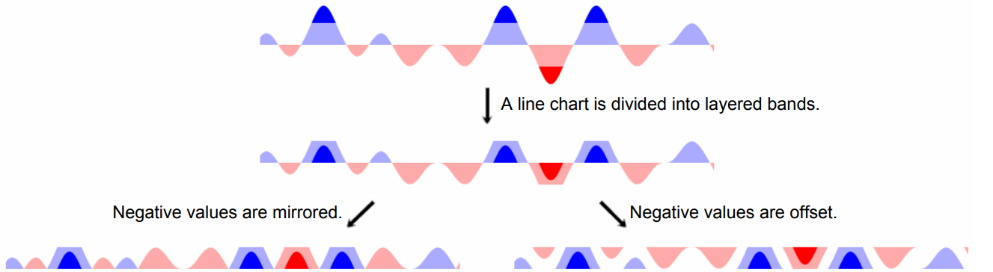 A line chart is divided into layered bands.
Negative values are mirrored.
Negative values are offset.